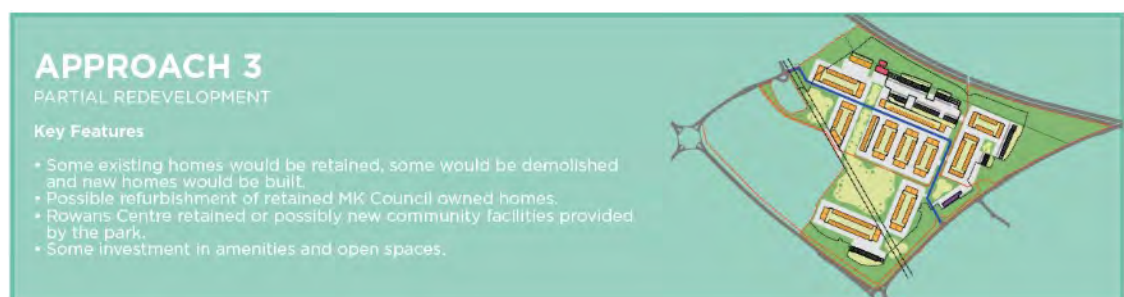 APPROACH 3
PARTIAL REDEVELOPMENT
Key Features
• Some existing homes would be retained, some would be demolished
and new homes would be built.
• Possible refurbishment of retained MK Council owned homes.
• Rowans Centre retained or possibly new community facilities provided
by the park.
• Some investment in amenities and open spaces.